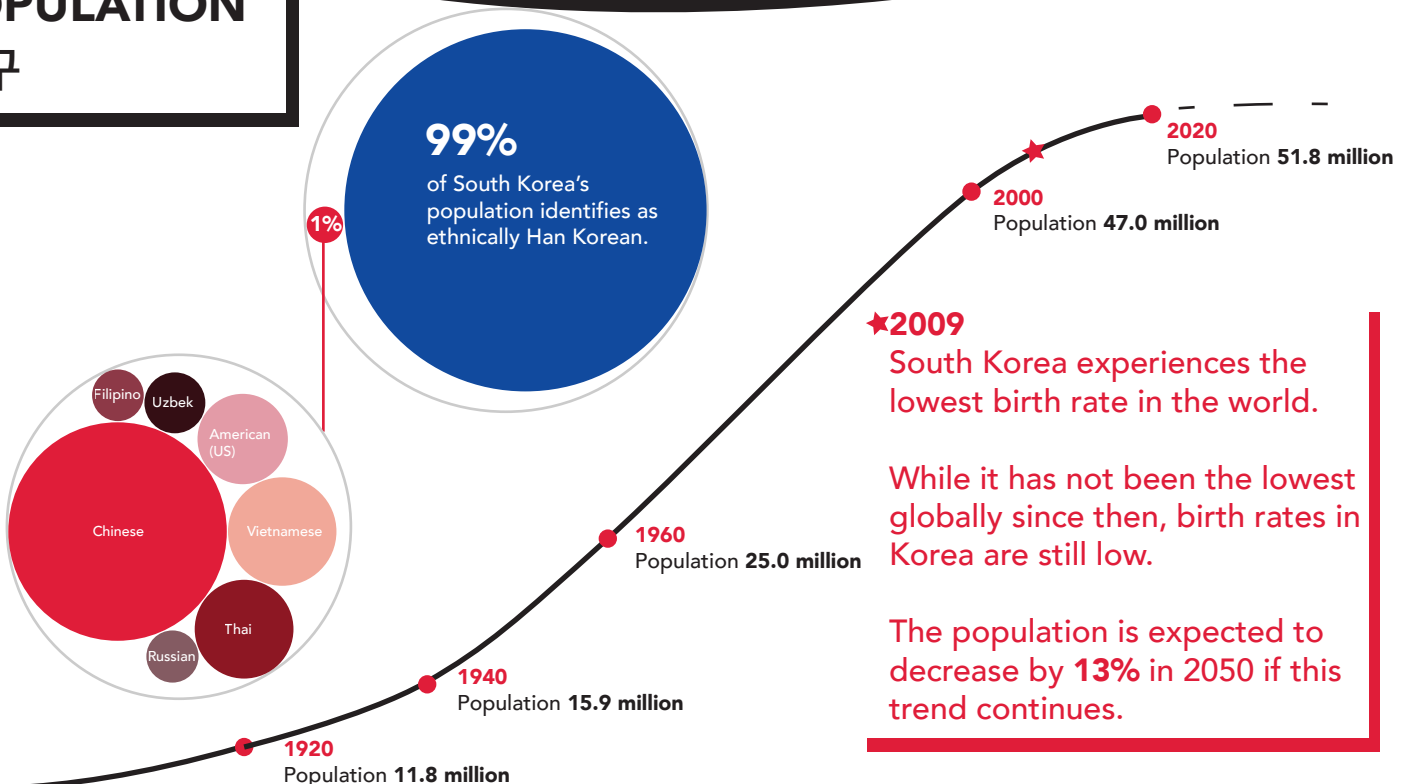 99%
of South Korea’s
population identifies as
ethnically Han Korean.
1%
Filipino
Uzbek
American
(US)
Chinese
Vietnamese
Thai
Russian
2020
Population 51.8 million
2000
Population 47.0 million
1960
Population 25.0 million
1940
Population 15.9 million
1920
Population 11.8 million
2009
South Korea experiences the
lowest birth rate in the world.
While it has not been the lowest
globally since then, birth rates in
Korea are still low.
The population is expected to
decrease by 13% in 2050 if this
trend continues.